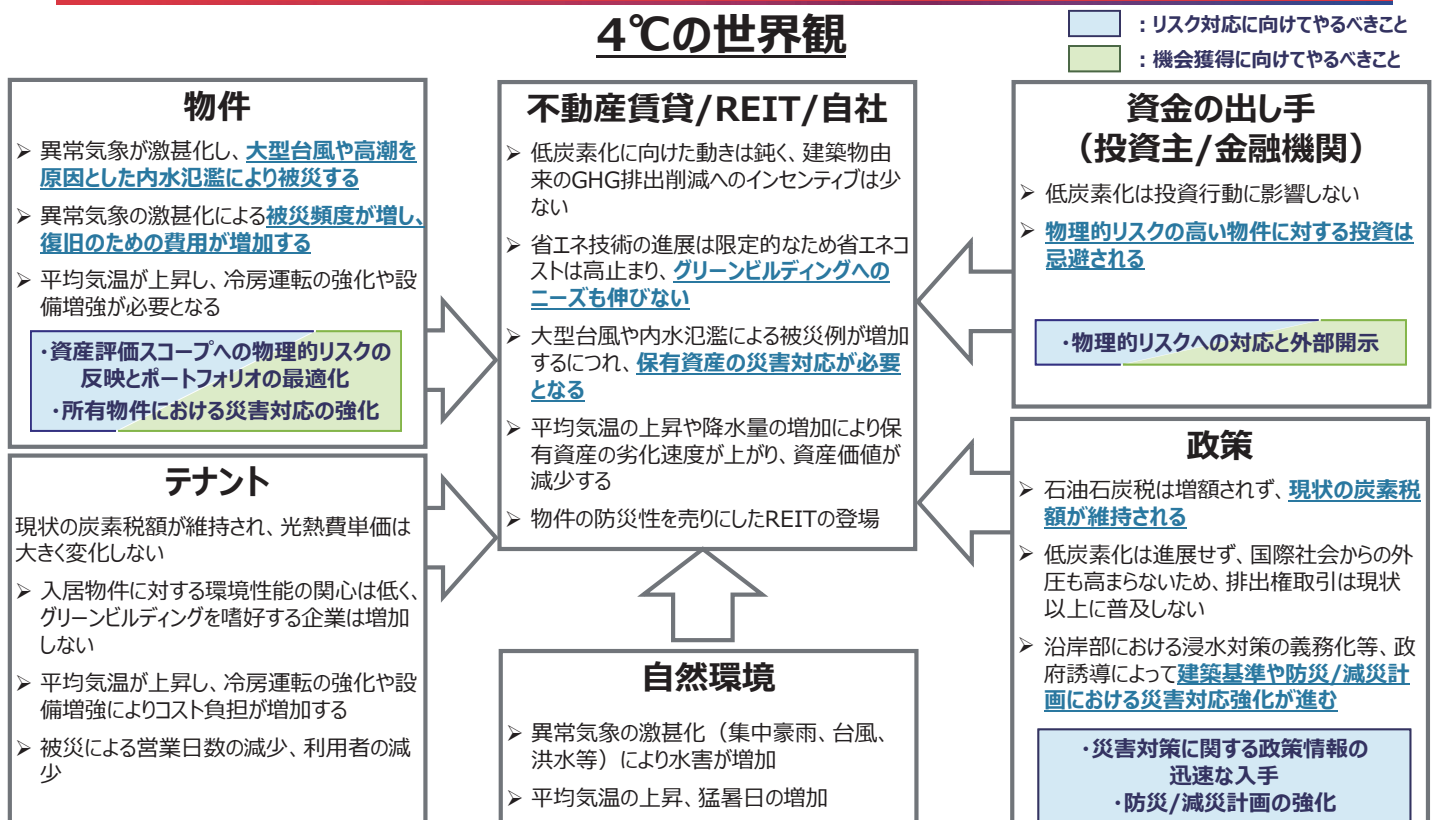 4℃の世界観
：リスク対応に向けてやるべきこと
：機会獲得に向けてやるべきこと
物件
➢ 異常気象が激甚化し、大型台風や高潮を
原因とした内水氾濫により被災する
➢ 異常気象の激甚化による被災頻度が増し、
復旧のための費用が増加する
➢ 平均気温が上昇し、冷房運転の強化や設
備増強が必要となる
・資産評価スコープへの物理的リスクの
反映とポートフォリオの最適化
・所有物件における災害対応の強化
テナント
現状の炭素税額が維持され、光熱費単価は
大きく変化しない
➢ 入居物件に対する環境性能の関心は低く、
グリーンビルディングを嗜好する企業は増加
しない
➢ 平均気温が上昇し、冷房運転の強化や設
備増強によりコスト負担が増加する
➢ 被災による営業日数の減少、利用者の減
少
不動産賃貸/REIT/自社
➢ 低炭素化に向けた動きは鈍く、建築物由
来のGHG排出削減へのインセンティブは少
ない
➢ 省エネ技術の進展は限定的なため省エネコ
ストは高止まり、グリーンビルディングへの
ニーズも伸びない
➢ 大型台風や内水氾濫による被災例が増加
するにつれ、保有資産の災害対応が必要
となる
➢ 平均気温の上昇や降水量の増加により保
有資産の劣化速度が上がり、資産価値が
減少する
➢ 物件の防災性を売りにしたREITの登場
自然環境
➢ 異常気象の激甚化（集中豪雨、台風、
洪水等）により水害が増加
➢ 平均気温の上昇、猛暑日の増加
資金の出し手
（投資主/金融機関）
➢ 低炭素化は投資行動に影響しない
➢ 物理的リスクの高い物件に対する投資は
忌避される
・物理的リスクへの対応と外部開示
政策
➢ 石油石炭税は増額されず、現状の炭素税
額が維持される
➢ 低炭素化は進展せず、国際社会からの外
圧も高まらないため、排出権取引は現状
以上に普及しない
➢ 沿岸部における浸水対策の義務化等、政
府誘導によって建築基準や防災/減災計
画における災害対応強化が進む
・災害対策に関する政策情報の
迅速な入手
・防災/減災計画の強化